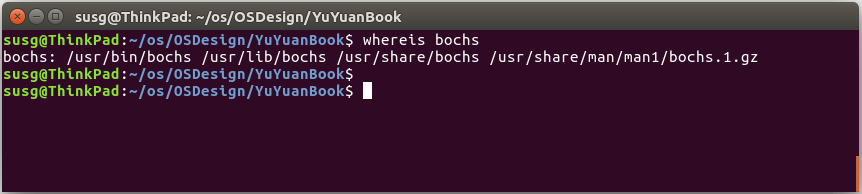 susg@ThinkPad: ~/os/OSDesign/YuYuanBook
susg@ThinkPad:~/os/OSDesign/YuYuanBook$ whereis bochs
bochs: /usr/bin/bochs /usr/lib/bochs /usr/share/bochs /usr/share/man/man1/bochs.1.gz
susg@ThinkPad:~/os/OSDesign/YuYuanBook$
susg@ThinkPad:~/os/OSDesign/YuYuanBook$